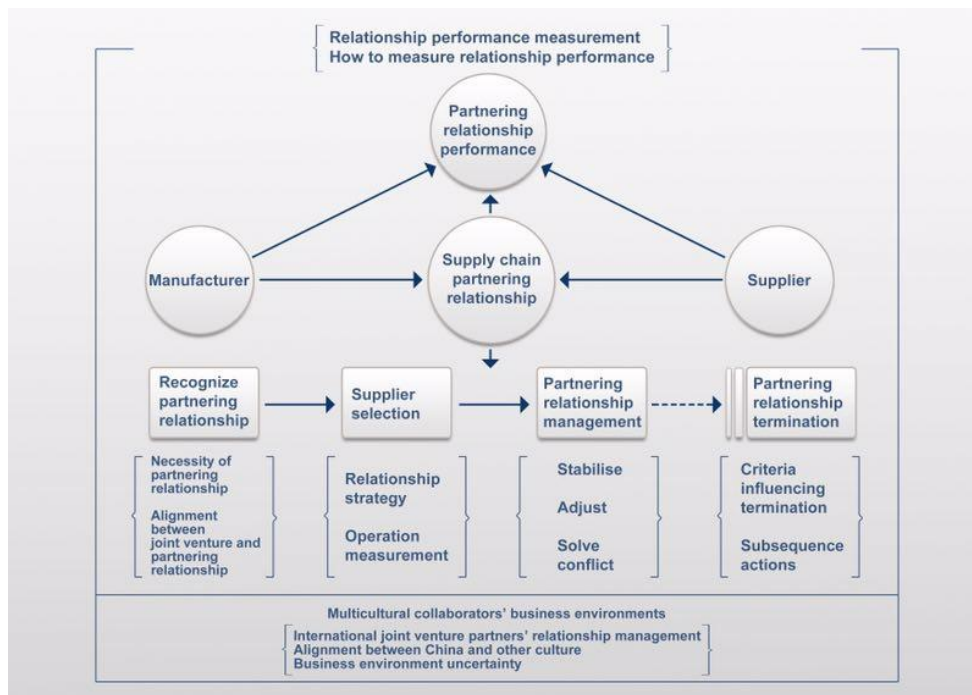 Relationship performance measurement
How to measure relationship performance
Partnering
relationship
performance
Manufacturer
Supply chain
partnering
relationship
Supplier
Recognize
partnering
relationship
Supplier
selection
Partnering
relationship
management
Partnering
relationship
termination
Necessity of
partnering
relationship
Alignment
between
joint venture and
partnering
relationship
Relationship
strategy
Operation
measurement
Stabilise
Adjust
Solve
conflict
Criteria
influencing
termination
Subsequence
actions
Multicultural collaborators' business environments
International joint venture partners' relationship management
Alignment between China and other culture
Business environment uncertainty